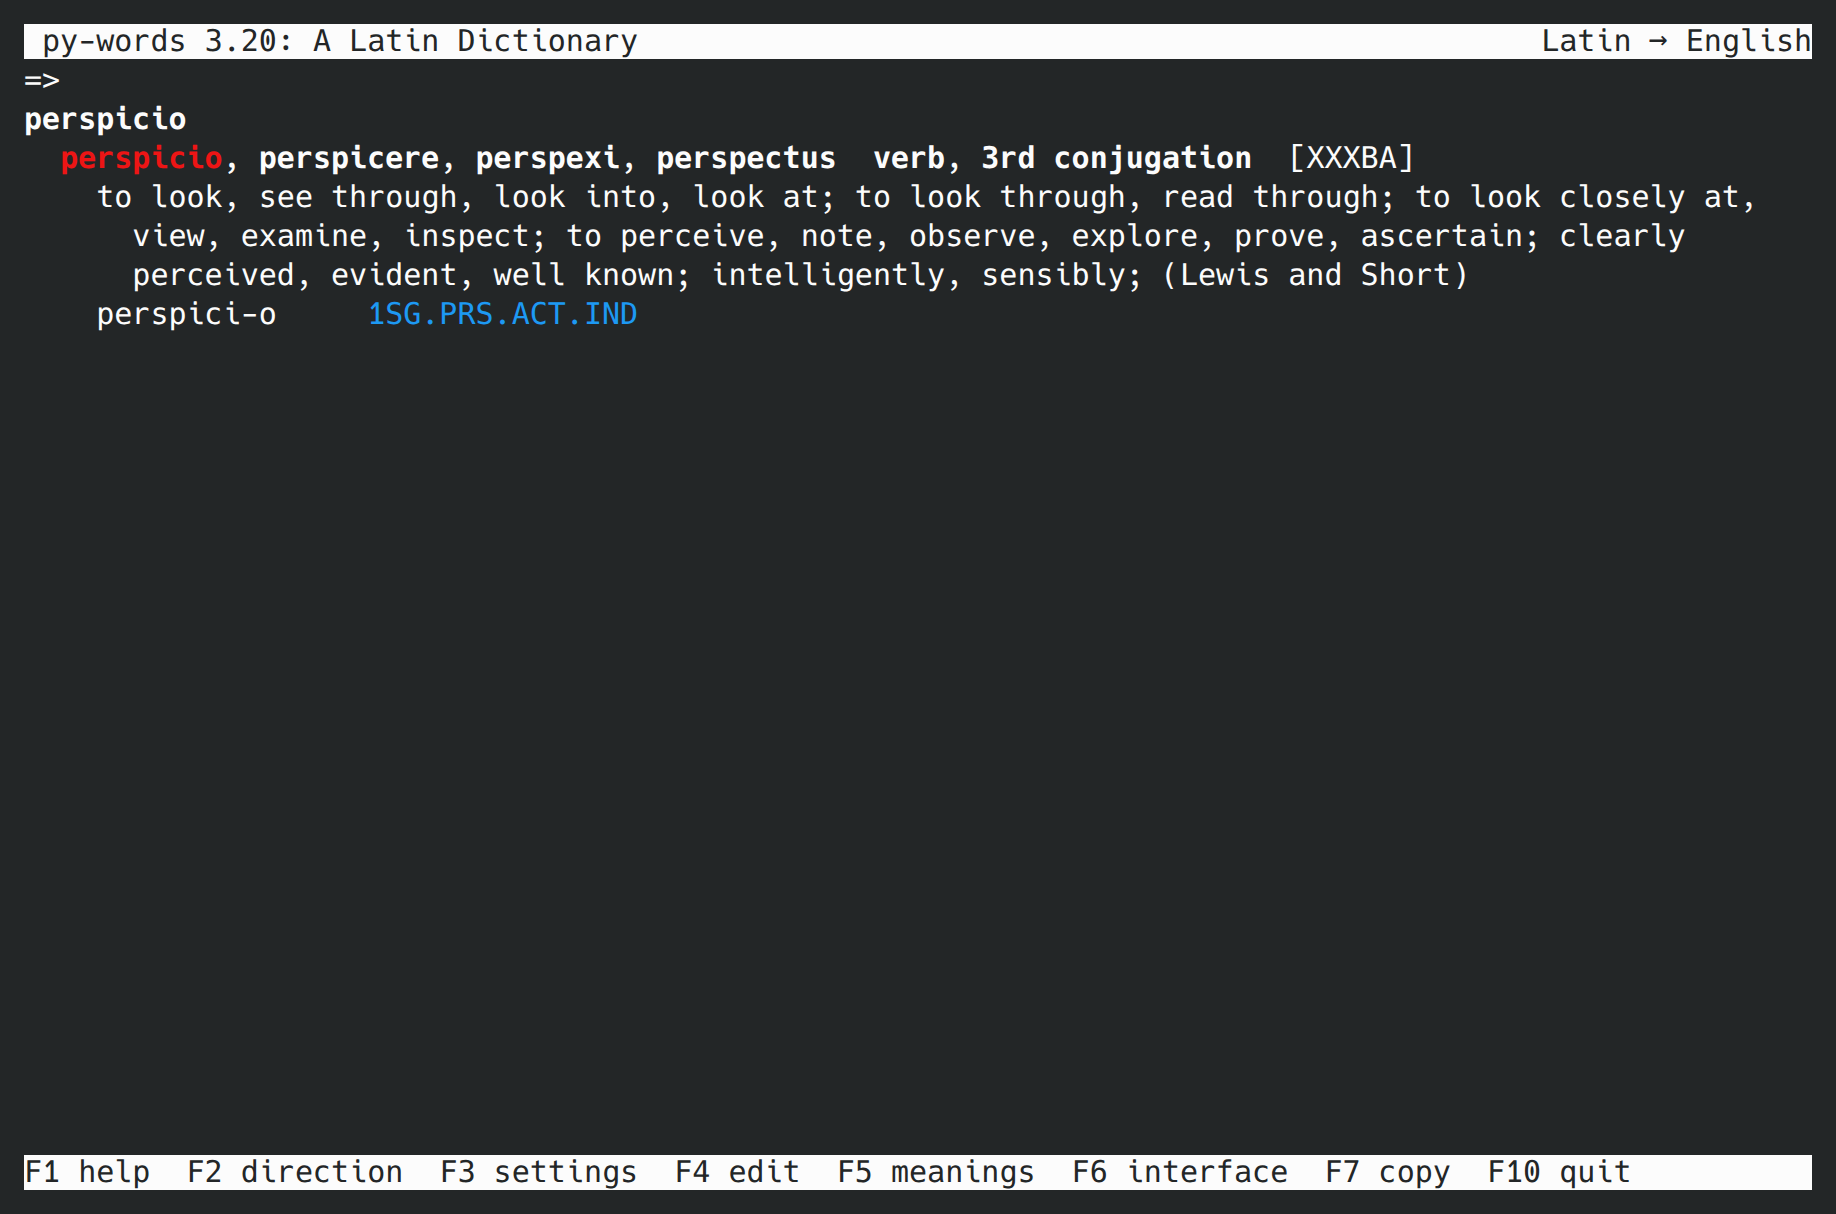 py-words 3.20: A Latin Dictionary Latin → English
=>
perspicio
perspicio, perspicere, perspexi, perspectus verb, 3rd conjugation [XXXBA]
to look, see through, look into, look at; to look through, read through; to look closely at,
view, examine, inspect; to perceive, note, observe, explore, prove, ascertain; clearly
perceived, evident, well known; intelligently, sensibly; (Lewis and Short)
perspici-o 1SG.PRS.ACT.IND
F1 help F2 direction F3 settings F4 edit F5 meanings F6 interface F7 copy F10 quit